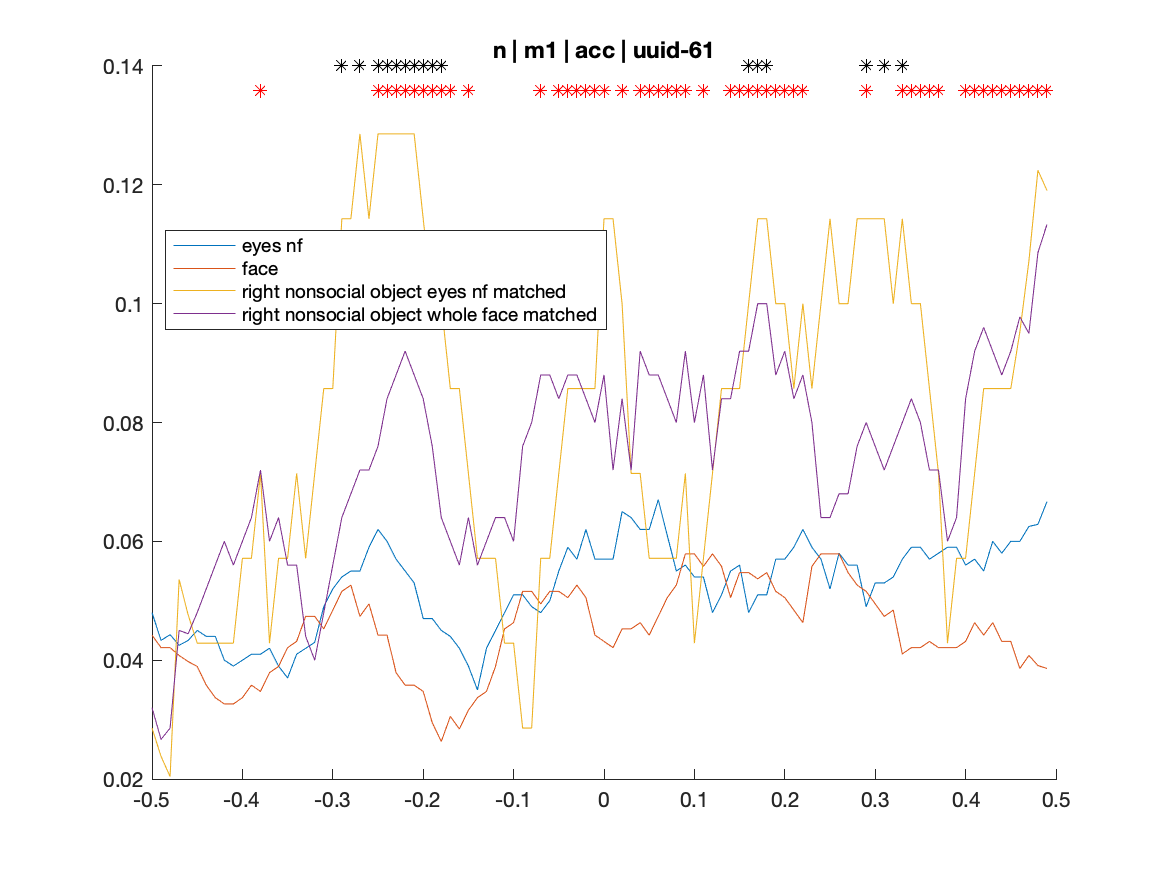 n | m1 | acc | uuid-61
0.14
0.12
0.1
0.08
0.06
0.04
0.02
eyes nf
face
right nonsocial object eyes nf matched
right nonsocial object whole face matched
-0.5 -0.4 -0.3 -0.2 -0.1 0 0.1 0.2 0.3 0.4 0.5